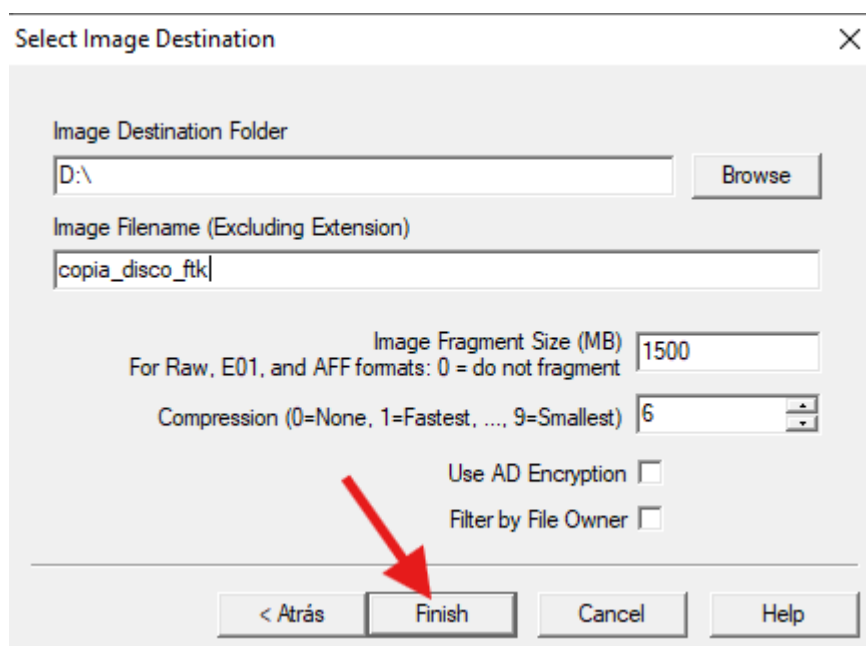 Select Image Destination
Image Destination Folder
D:\
Browse
Image Filename (Excluding Extension)
copia_disco_ftk
Image Fragment Size (MB)
1500
For Raw, E01, and AFF formats: 0 = do not fragment
Compression (0=None, 1=Fastest, ..., 9=Smallest)
6
Use AD Encryption
Filter by File Owner
< Atrás
Finish
Cancel
Help